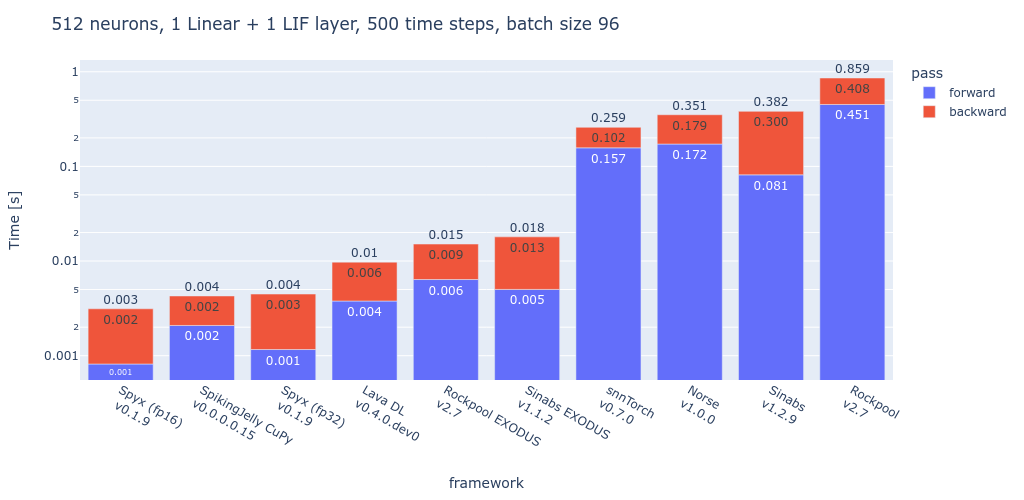 512 neurons, 1 Linear + 1 LIF layer, 500 time steps, batch size 96
pass
forward
backward
Time [s]
1
5
2
0.1
5
2
0.01
5
2
0.001
0.003
0.002
0.001
0.004
0.002
0.002
0.004
0.003
0.001
0.01
0.006
0.004
0.015
0.009
0.006
0.018
0.013
0.005
0.259
0.102
0.157
0.351
0.179
0.172
0.382
0.300
0.081
0.859
0.408
0.451
Spyx (fp16)
v0.1.9
SpikingJelly CuPy
v0.0.0.0.15
Spyx (fp32)
v0.1.9
Lava DL
v0.4.0.dev0
Rockpool EXODUS
v2.7
Sinabs EXODUS
v1.1.2
snnTorch
v0.7.0
Norse
v1.0.0
Sinabs
v1.2.9
Rockpool
v2.7
framework